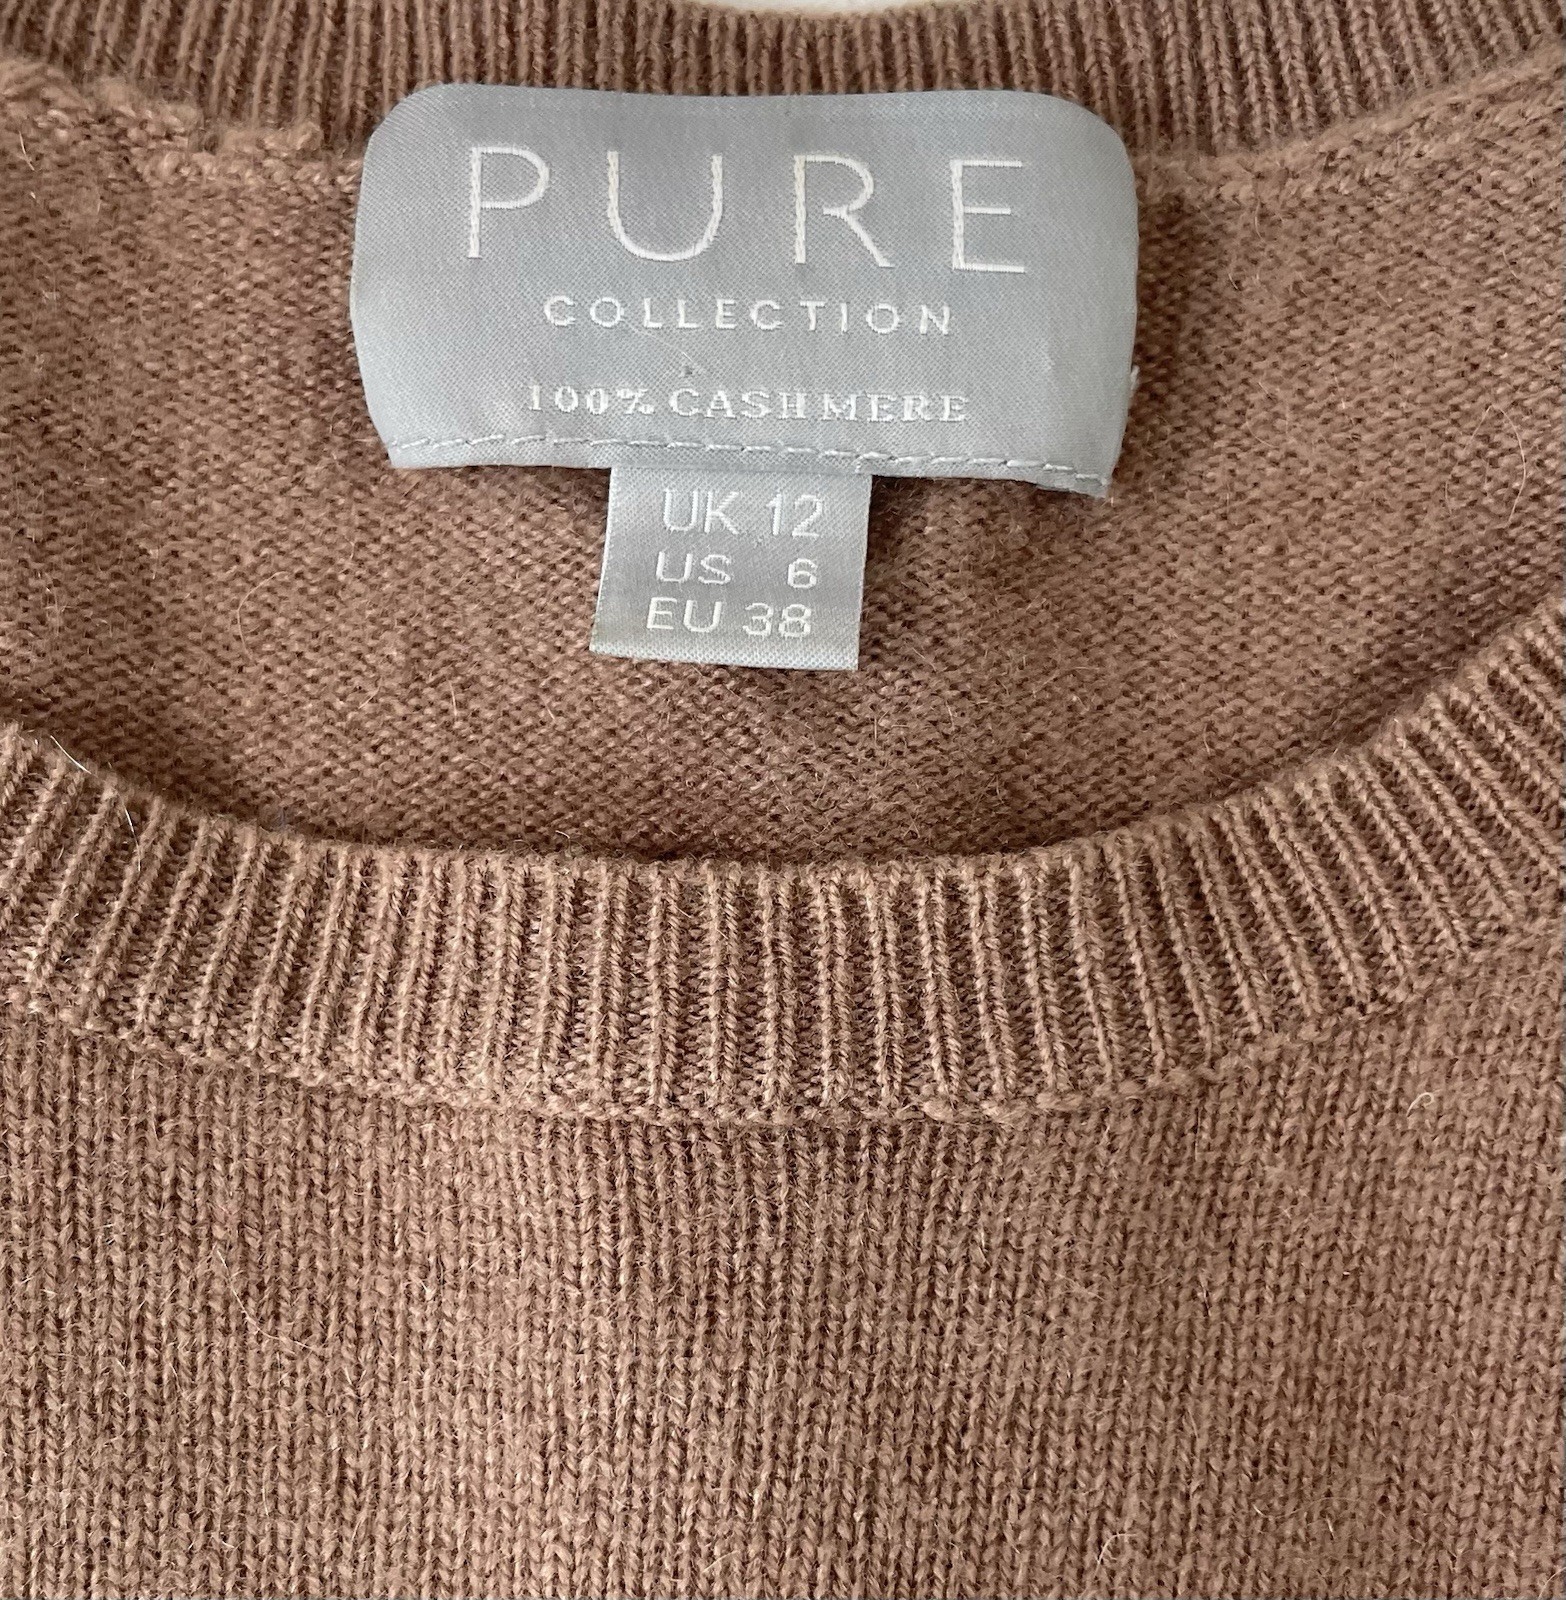 PURE
COLLECTION
100% CASHMERE
UK 12
US 6
EU 38